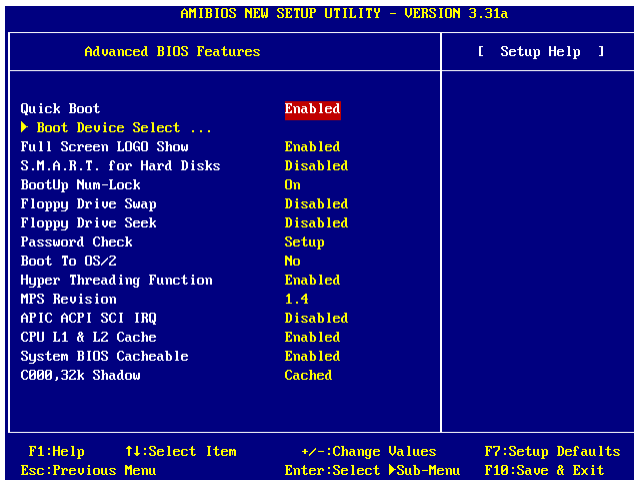 AMIBIOS NEW SETUP UTILITY - VERSION 3.31a
Advanced BIOS Features [ Setup Help ]
Quick Boot Enabled
▶ Boot Device Select ...
Full Screen LOGO Show Enabled
S.M.A.R.T. for Hard Disks Disabled
BootUp Num-Lock On
Floppy Drive Swap Disabled
Floppy Drive Seek Disabled
Password Check Setup
Boot To OS/2 No
Hyper Threading Function Enabled
MPS Revision 1.4
APIC ACPI SCI IRQ Disabled
CPU L1 & L2 Cache Enabled
System BIOS Cacheable Enabled
C000,32k Shadow Cached
F1:Help ↑↓:Select Item +/-:Change Values F7:Setup Defaults
Esc:Previous Menu Enter:Select ▶Sub-Menu F10:Save & Exit